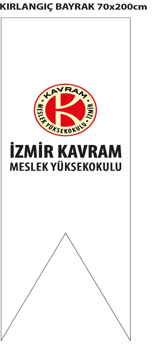 KIRLANGIÇ BAYRAK 70x200cm
KAVRAM
MESLEK YÜKSEKOKULU • İZMİR
İZMİR KAVRAM
MESLEK YÜKSEKOKULU